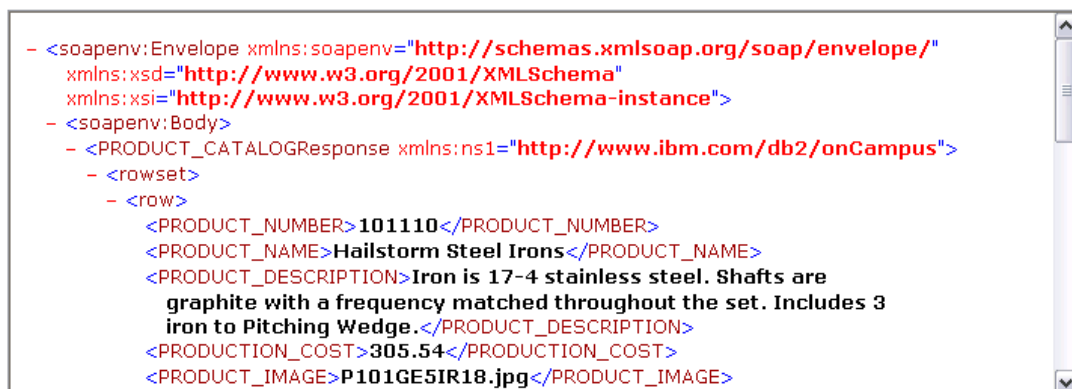 - <soapenv:Envelope xmlns:soapenv="http://schemas.xmlsoap.org/soap/envelope/"
xmlns:xsd="http://www.w3.org/2001/XMLSchema"
xmlns:xsi="http://www.w3.org/2001/XMLSchema-instance">
- <soapenv:Body>
- <PRODUCT_CATALOGResponse xmlns:ns1="http://www.ibm.com/db2/onCampus">
- <rowset>
- <row>
<PRODUCT_NUMBER>101110</PRODUCT_NUMBER>
<PRODUCT_NAME>Hailstorm Steel Irons</PRODUCT_NAME>
<PRODUCT_DESCRIPTION>Iron is 17-4 stainless steel. Shafts are
graphite with a frequency matched throughout the set. Includes 3
iron to Pitching Wedge.</PRODUCT_DESCRIPTION>
<PRODUCTION_COST>305.54</PRODUCTION_COST>
<PRODUCT_IMAGE>P101GE5IR18.jpg</PRODUCT_IMAGE>